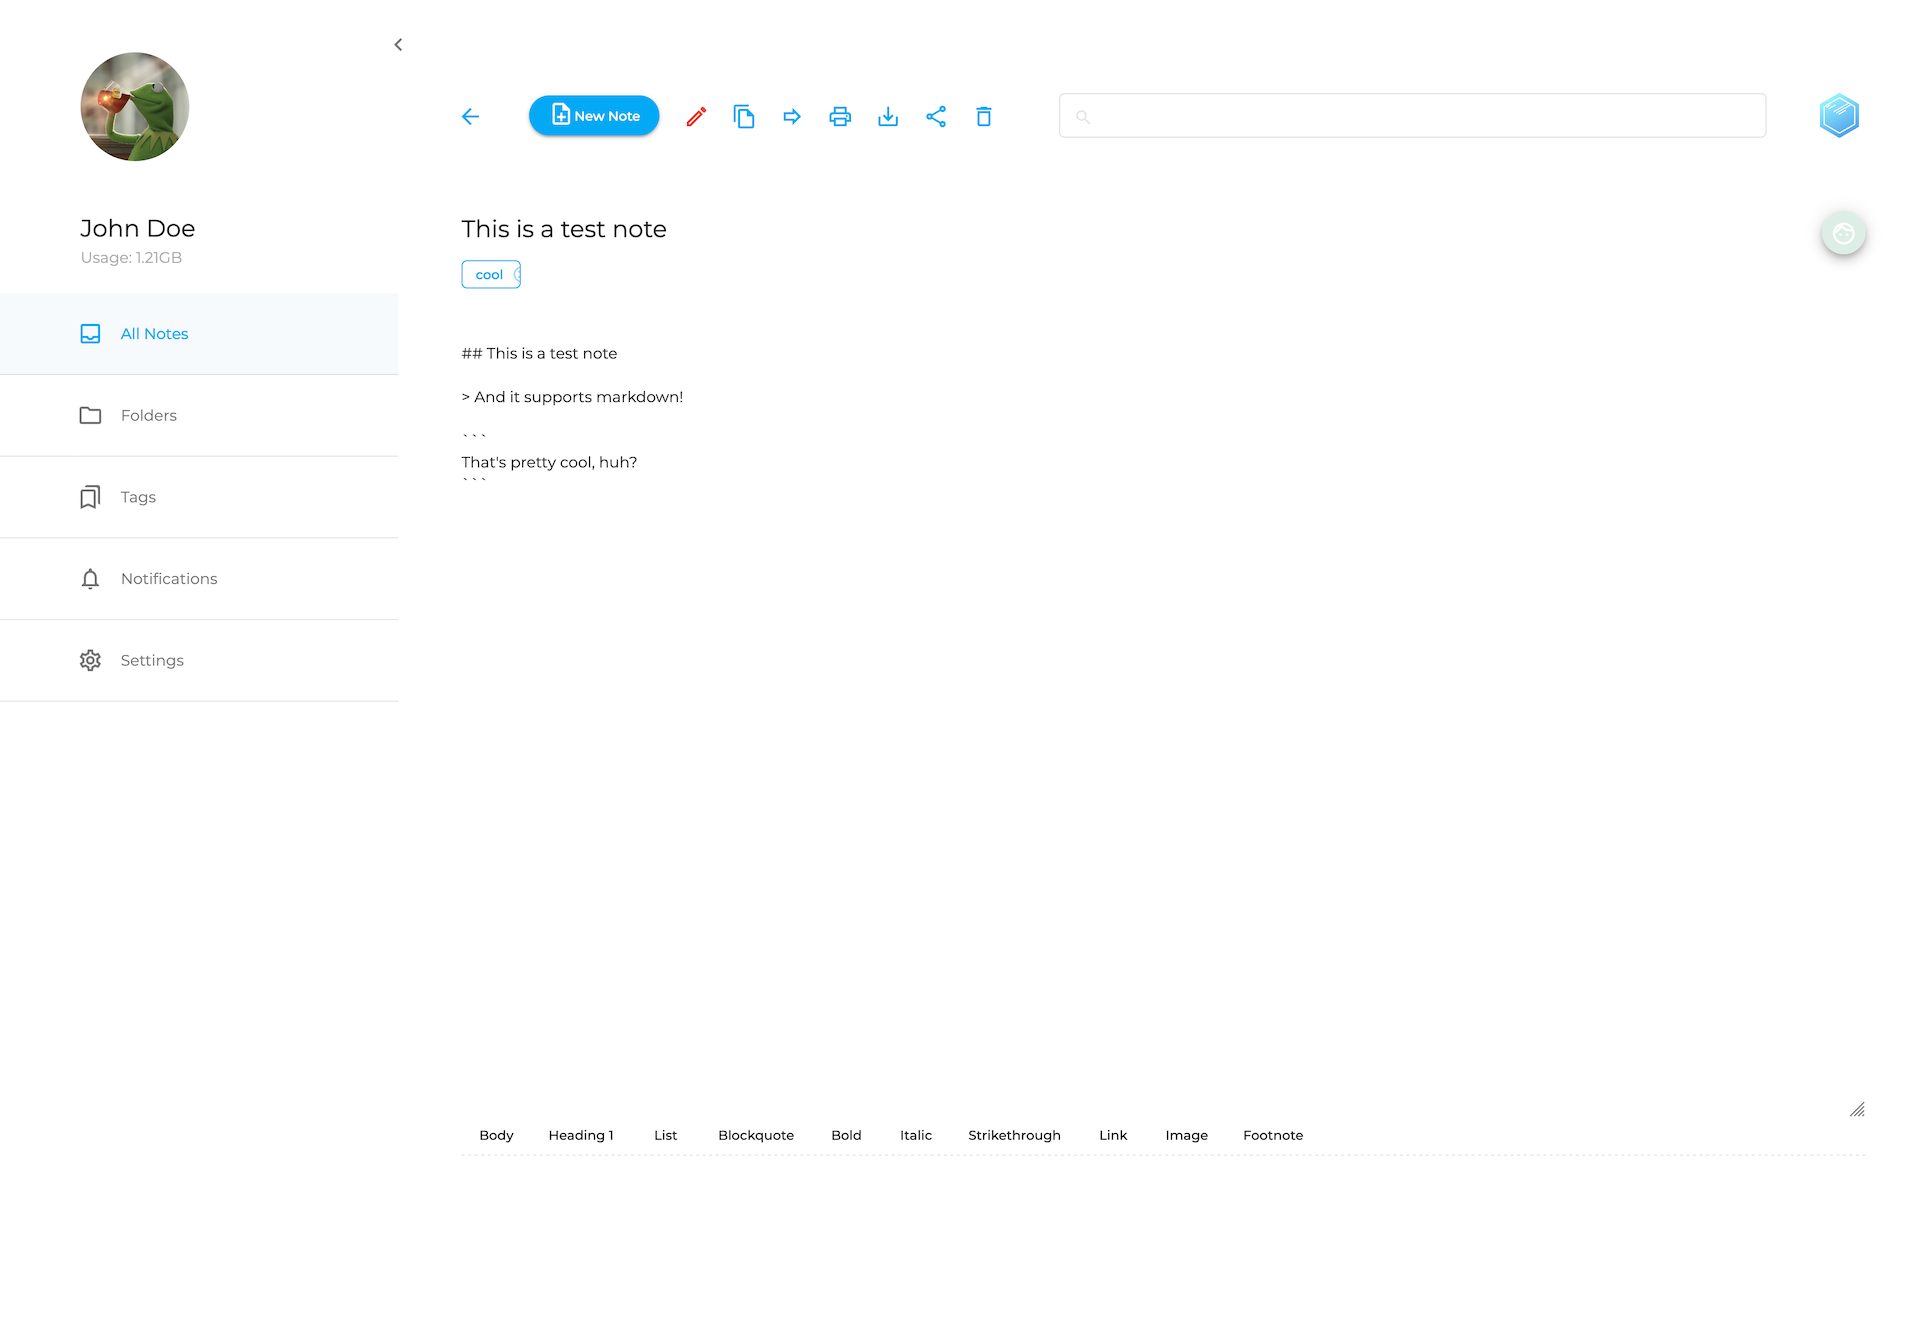 John Doe
Usage: 1.21GB
All Notes
Folders
Tags
Notifications
Settings
New Note
This is a test note
cool
## This is a test note
> And it supports markdown!
```
That's pretty cool, huh?
```
Body Heading 1 List Blockquote Bold Italic Strikethrough Link Image Footnote